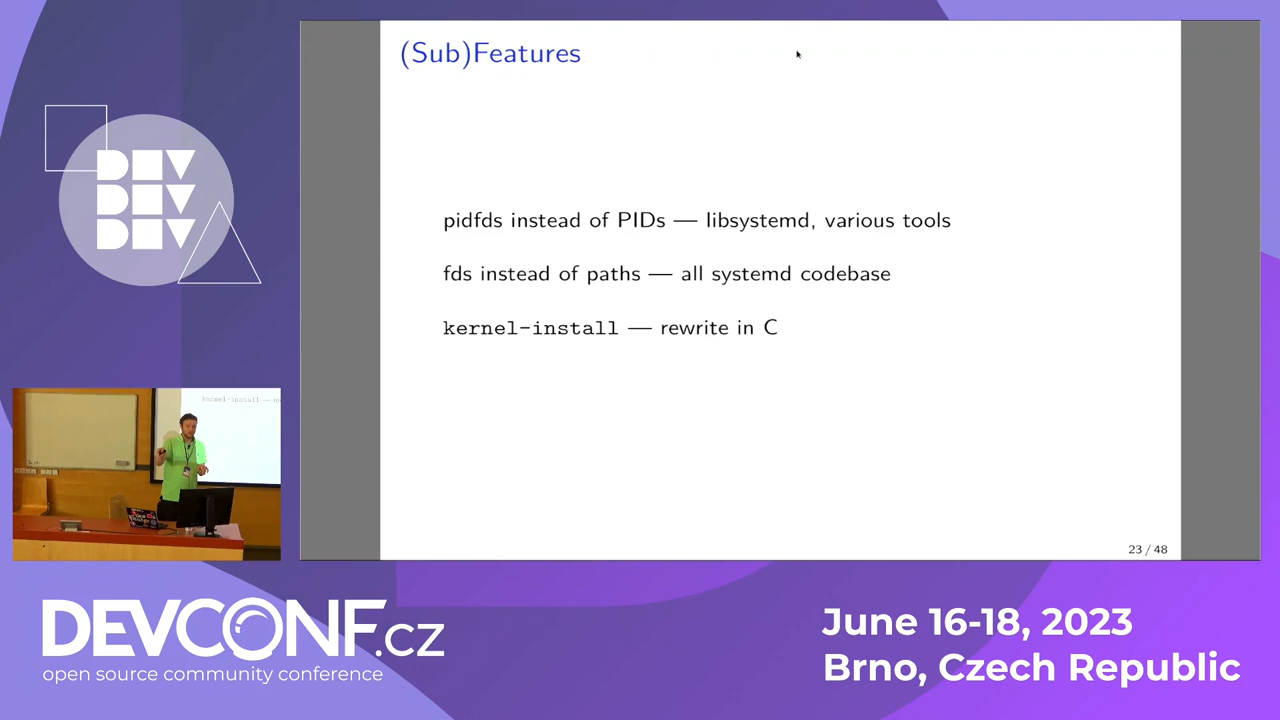 (Sub)Features
pidfds instead of PIDs — libsystemd, various tools
fds instead of paths — all systemd codebase
kernel-install — rewrite in C
23 / 48
DEV
DEV
DEV
kernel-install —
DEVCONF.cz
open source community conference
June 16-18, 2023
Brno, Czech Republic